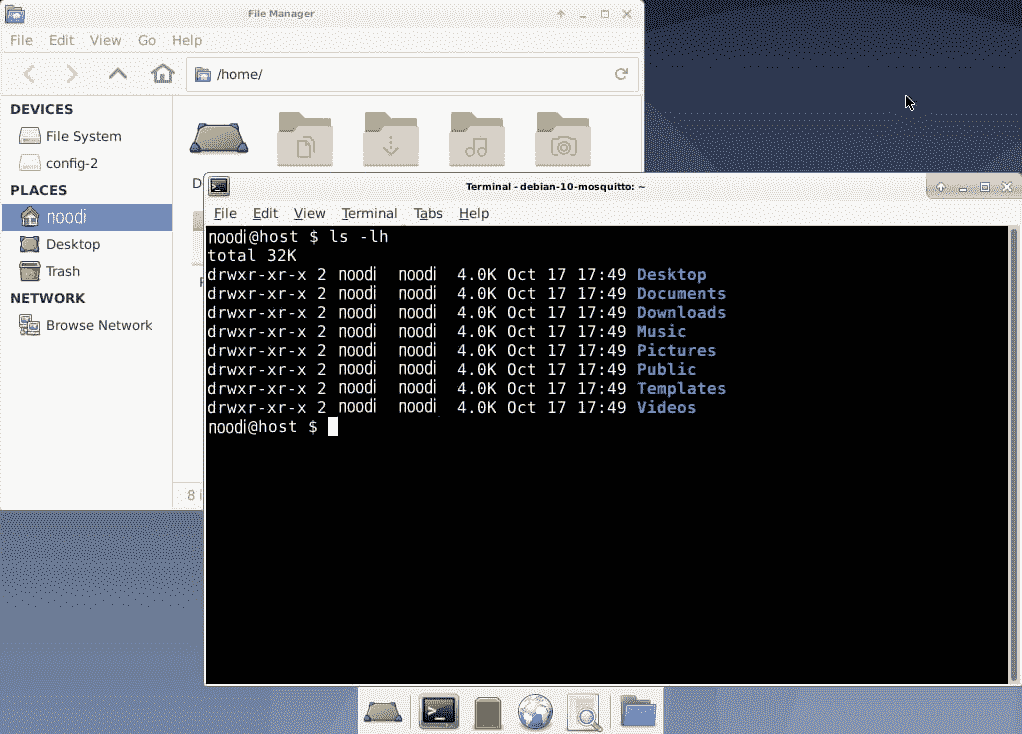 File Manager
File Edit View Go Help
/home/
DEVICES
File System
config-2
PLACES
noodi
Desktop
Trash
NETWORK
Browse Network
D
8 i
Terminal - debian-10-mosquitto: ~
File Edit View Terminal Tabs Help
noodi@host $ ls -lh
total 32K
drwxr-xr-x 2 noodi noodi 4.0K Oct 17 17:49 Desktop
drwxr-xr-x 2 noodi noodi 4.0K Oct 17 17:49 Documents
drwxr-xr-x 2 noodi noodi 4.0K Oct 17 17:49 Downloads
drwxr-xr-x 2 noodi noodi 4.0K Oct 17 17:49 Music
drwxr-xr-x 2 noodi noodi 4.0K Oct 17 17:49 Pictures
drwxr-xr-x 2 noodi noodi 4.0K Oct 17 17:49 Public
drwxr-xr-x 2 noodi noodi 4.0K Oct 17 17:49 Templates
drwxr-xr-x 2 noodi noodi 4.0K Oct 17 17:49 Videos
noodi@host $